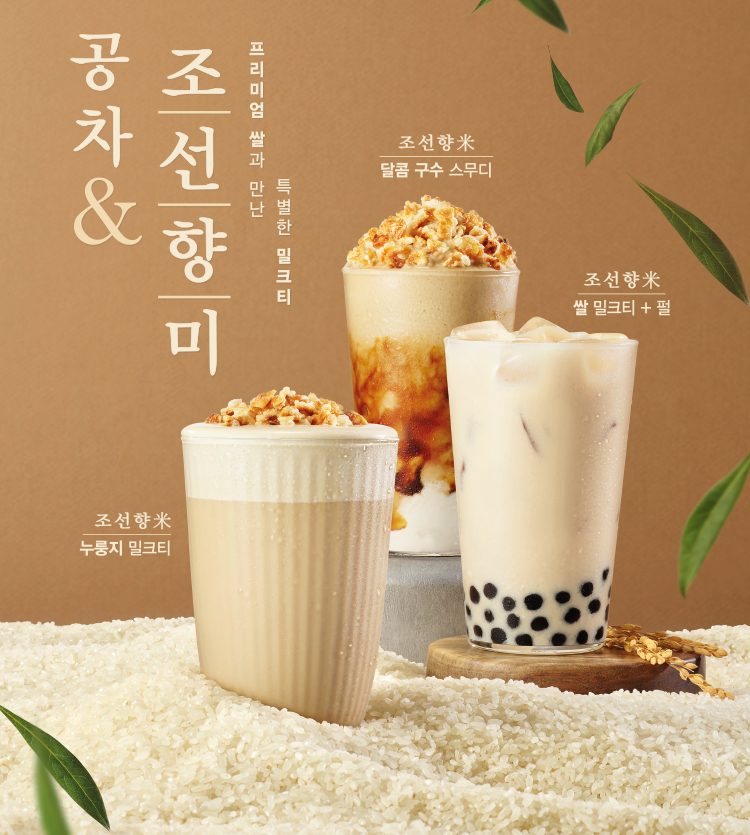 공차 &
조선향미
프리미엄 쌀과 만난
특별한 밀크티
조선향米
달콤 구수 스무디
조선향米
쌀 밀크티 + 펄
조선향米
누룽지 밀크티